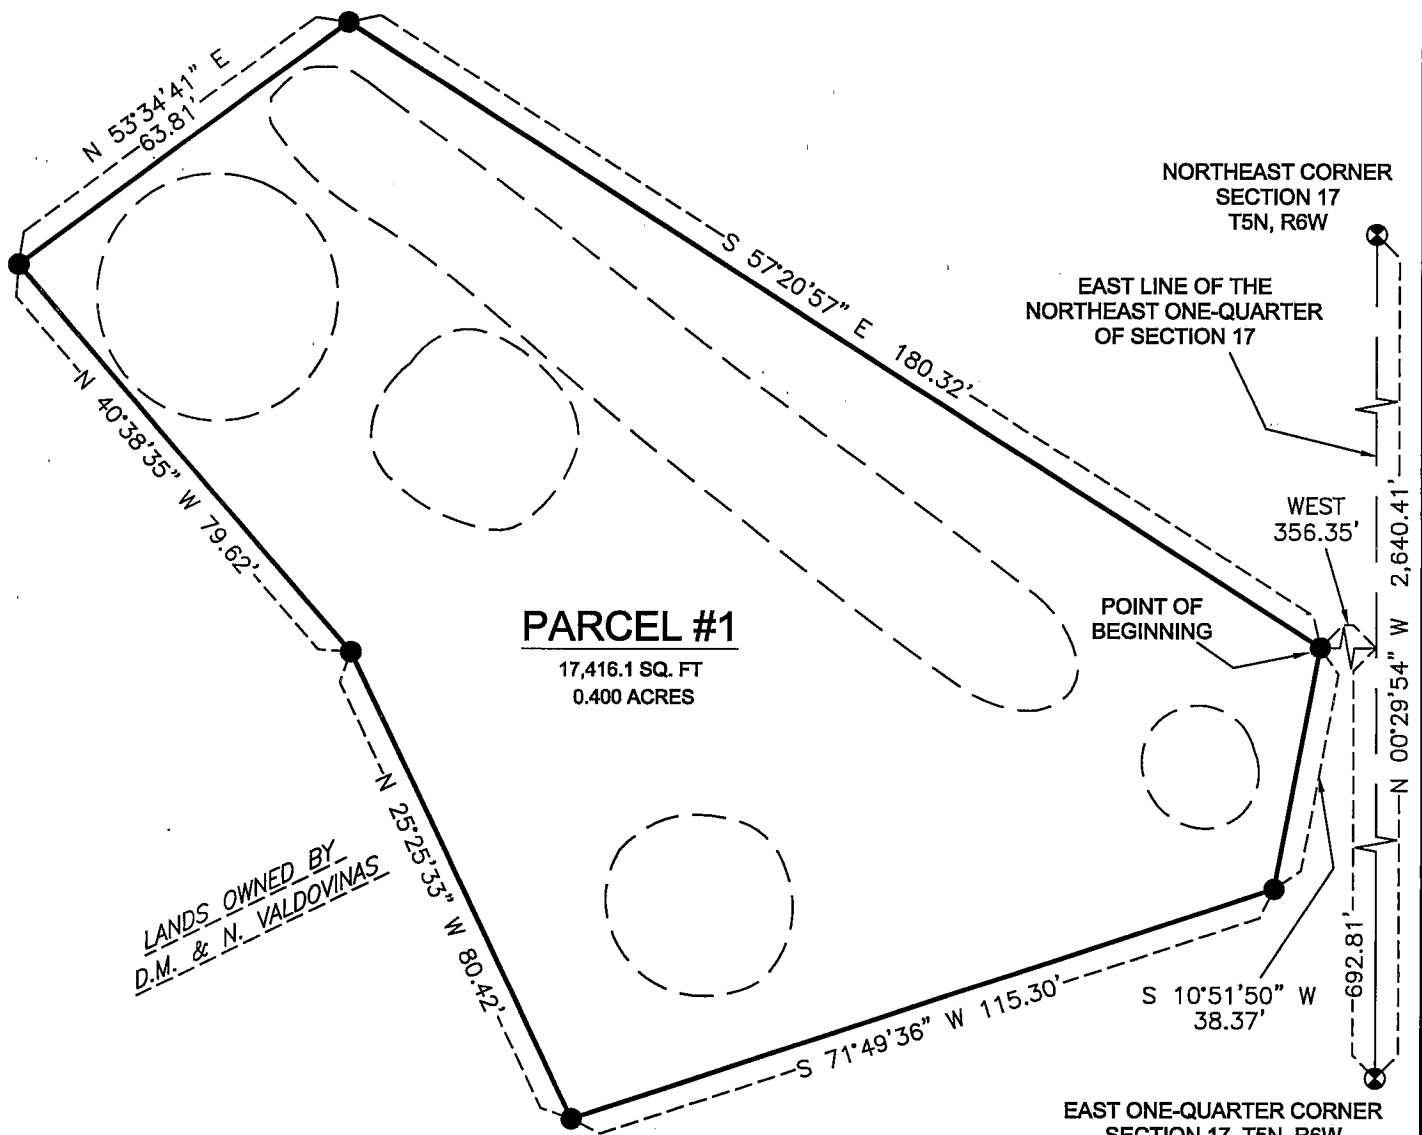 N 53°34'41" E
63.81'
NORTHEAST CORNER
SECTION 17
T5N, R6W
EAST LINE OF THE
NORTHEAST ONE-QUARTER
OF SECTION 17
S 57°20'57" E 180.32'
N 40°38'35" W 79.62'
WEST
356.35'
N 00°29'54" W 2,640.41'
PARCEL #1
17,416.1 SQ. FT
0.400 ACRES
POINT OF
BEGINNING
N 25°25'33" W 80.42'
LANDS OWNED BY
D.M. & N. VALDOVINAS
692.81'
S 10°51'50" W
38.37'
S 71°49'36" W 115.30'
EAST ONE-QUARTER CORNER
SECTION 17, T5N, R6W